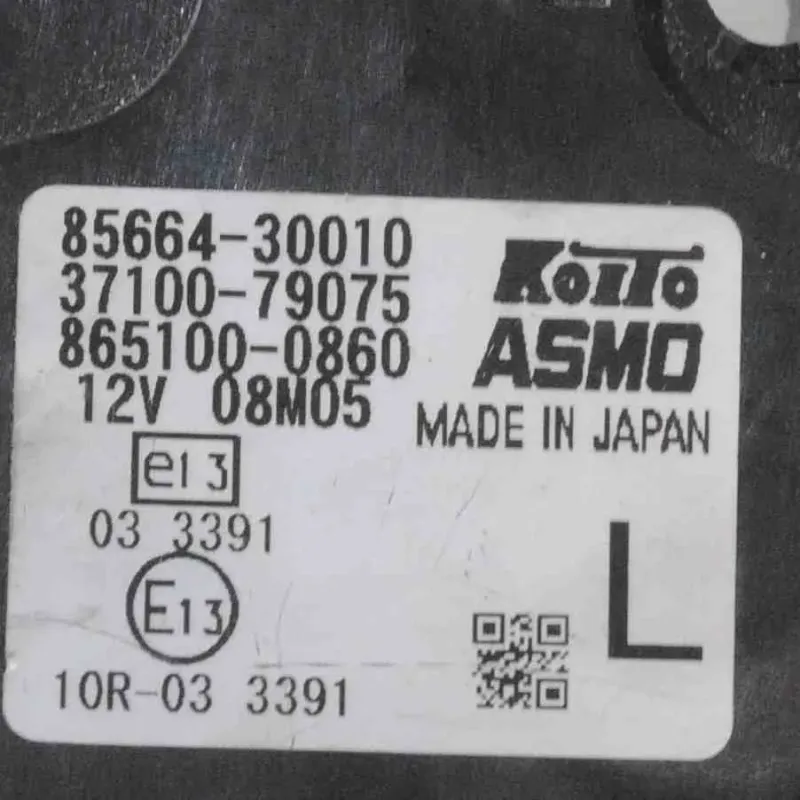 85664-30010
37100-79075
865100-0860
12V 08M05
KOITO
ASMO
MADE IN JAPAN
e13
03 3391
E13
10R-03 3391
L